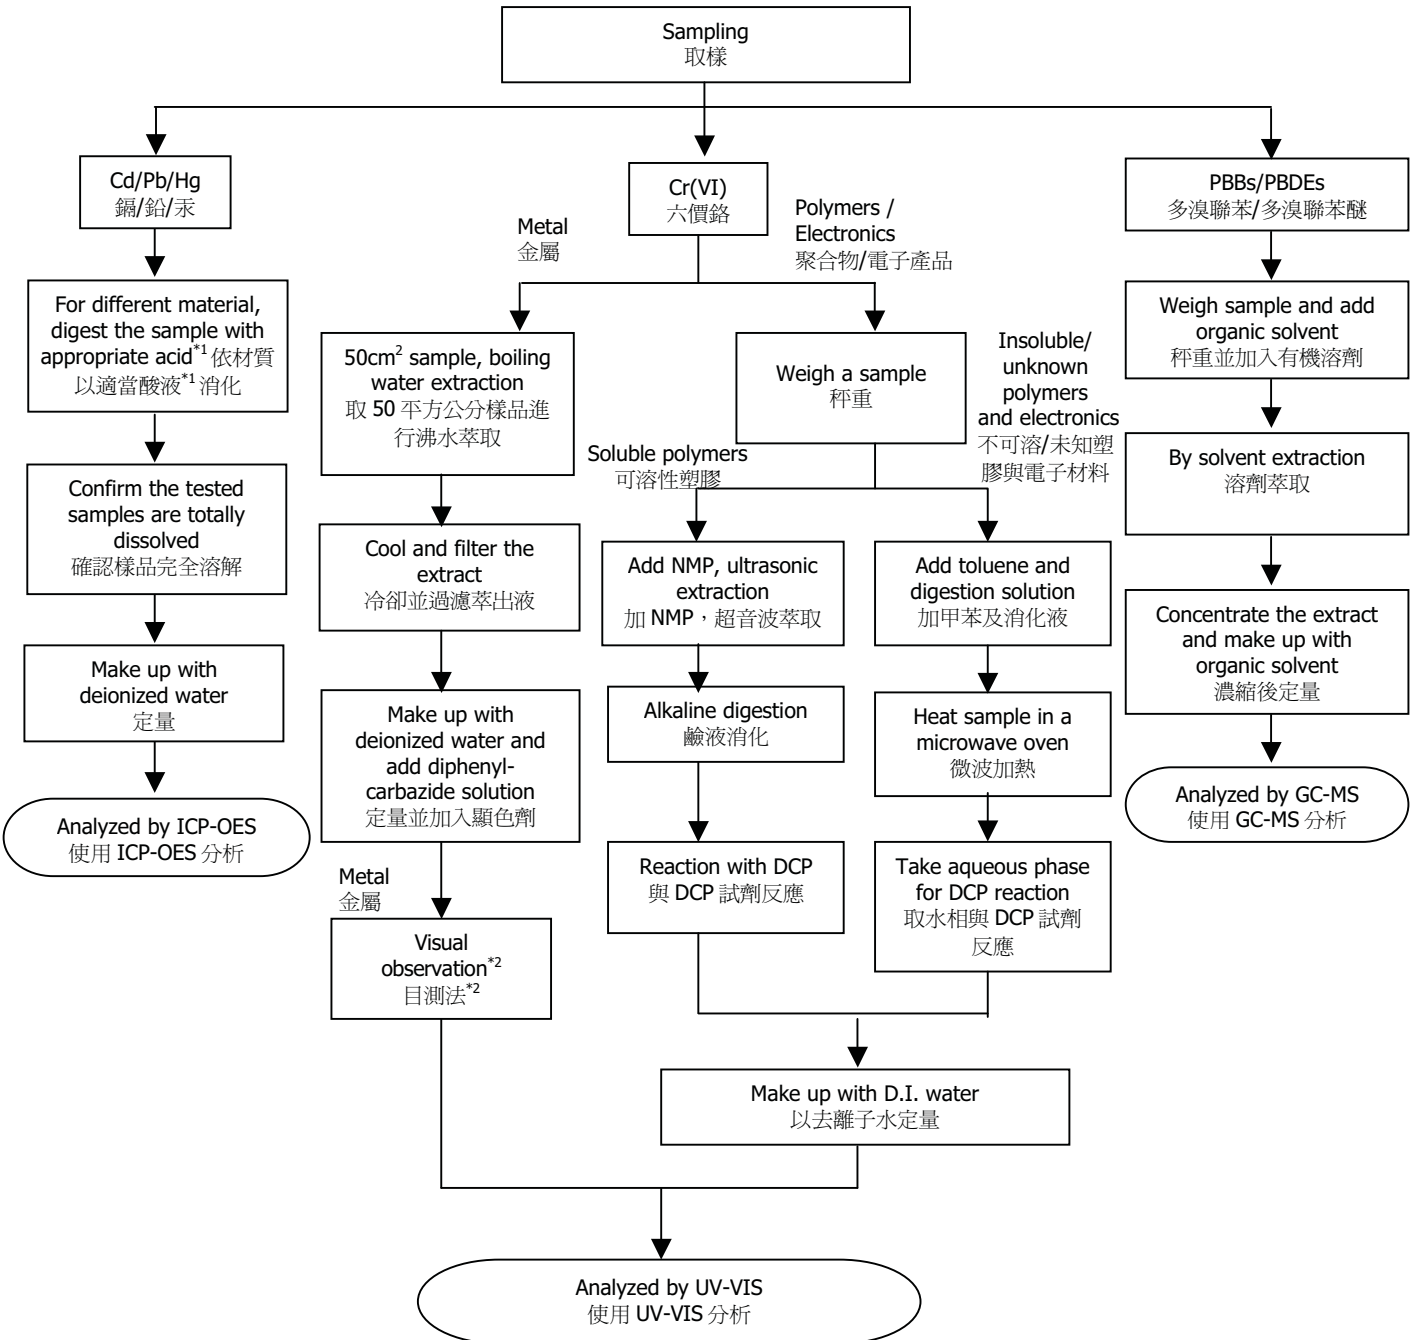 Sampling
取樣
Cd/Pb/Hg
鎘/鉛/汞
For different material,
digest the sample with
appropriate acid*1 依材質
以適當酸液*1 消化
Confirm the tested
samples are totally
dissolved
確認樣品完全溶解
Make up with
deionized water
定量
Analyzed by ICP-OES
使用 ICP-OES 分析
Cr(VI)
六價鉻
Metal
金屬
50cm2 sample, boiling
water extraction
取 50 平方公分樣品進
行沸水萃取
Cool and filter the
extract
冷卻並過濾萃出液
Make up with
deionized water and
add diphenyl-
carbazide solution
定量並加入顯色劑
Metal
金屬
Visual
observation*2
目測法*2
Polymers /
Electronics
聚合物/電子產品
Weigh a sample
秤重
Soluble polymers
可溶性塑膠
Add NMP, ultrasonic
extraction
加 NMP，超音波萃取
Alkaline digestion
鹼液消化
Reaction with DCP
與 DCP 試劑反應
Insoluble/
unknown
polymers
and electronics
不可溶/未知塑
膠與電子材料
Add toluene and
digestion solution
加甲苯及消化液
Heat sample in a
microwave oven
微波加熱
Take aqueous phase
for DCP reaction
取水相與 DCP 試劑
反應
Make up with D.I. water
以去離子水定量
Analyzed by UV-VIS
使用 UV-VIS 分析
PBBs/PBDEs
多溴聯苯/多溴聯苯醚
Weigh sample and add
organic solvent
秤重並加入有機溶劑
By solvent extraction
溶劑萃取
Concentrate the extract
and make up with
organic solvent
濃縮後定量
Analyzed by GC-MS
使用 GC-MS 分析